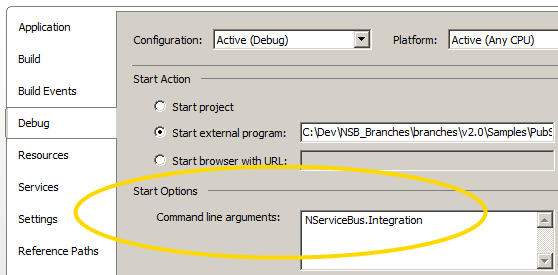 Application
Configuration: Active (Debug) Platform: Active (Any CPU)
Build
Start Action
Build Events
Start project
Debug
Start external program: C:\Dev\NSB_Branches\branches\v2.0\Samples\PubS
Resources
Start browser with URL:
Services
Start Options
Settings
Command line arguments: NServiceBus.Integration
Reference Paths